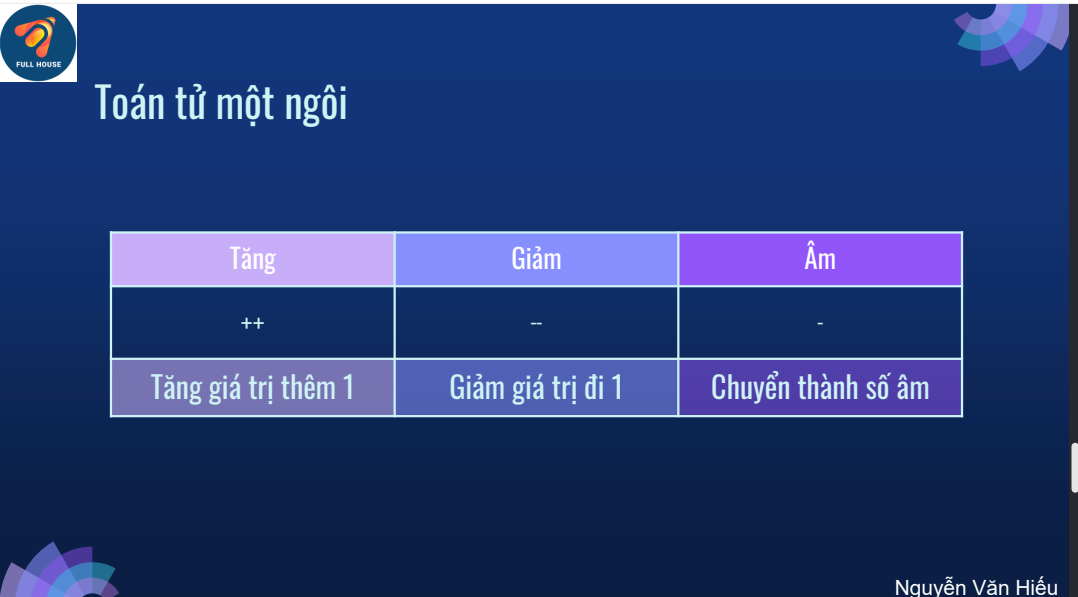 FULL HOUSE
Toán tử một ngôi
Tăng
Giảm
Âm
++
--
-
Tăng giá trị thêm 1
Giảm giá trị đi 1
Chuyển thành số âm
Nguyễn Văn Hiếu